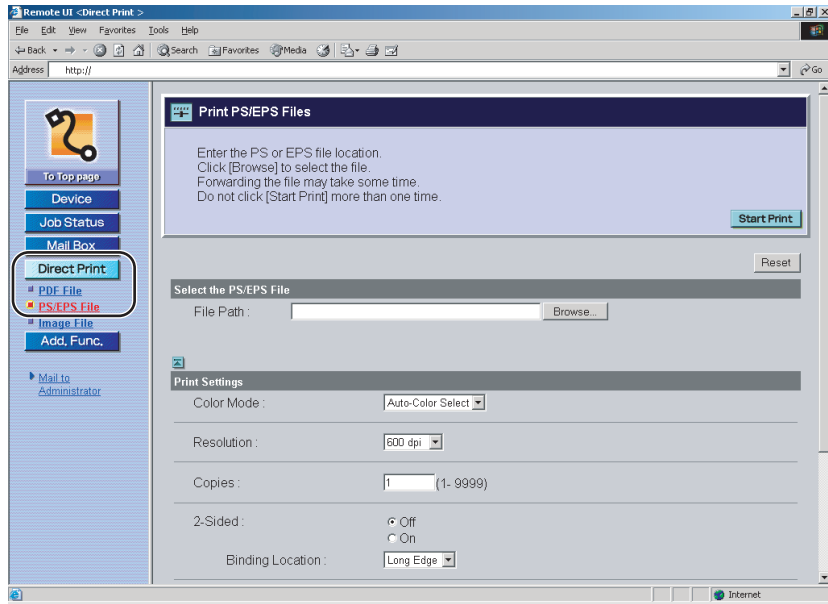 Remote UI <Direct Print >
File Edit View Favorites Tools Help
Back Search Favorites Media
Address http:// Go
To Top page
Device
Job Status
Mail Box
Direct Print
PDF File
PS/EPS File
Image File
Add. Func.
Mail to
Administrator
Print PS/EPS Files
Enter the PS or EPS file location.
Click [Browse] to select the file.
Forwarding the file may take some time.
Do not click [Start Print] more than one time.
Start Print
Reset
Select the PS/EPS File
File Path : Browse...
Print Settings
Color Mode : Auto-Color Select
Resolution : 600 dpi
Copies : 1 (1- 9999)
2-Sided : Off
On
Binding Location : Long Edge
Internet